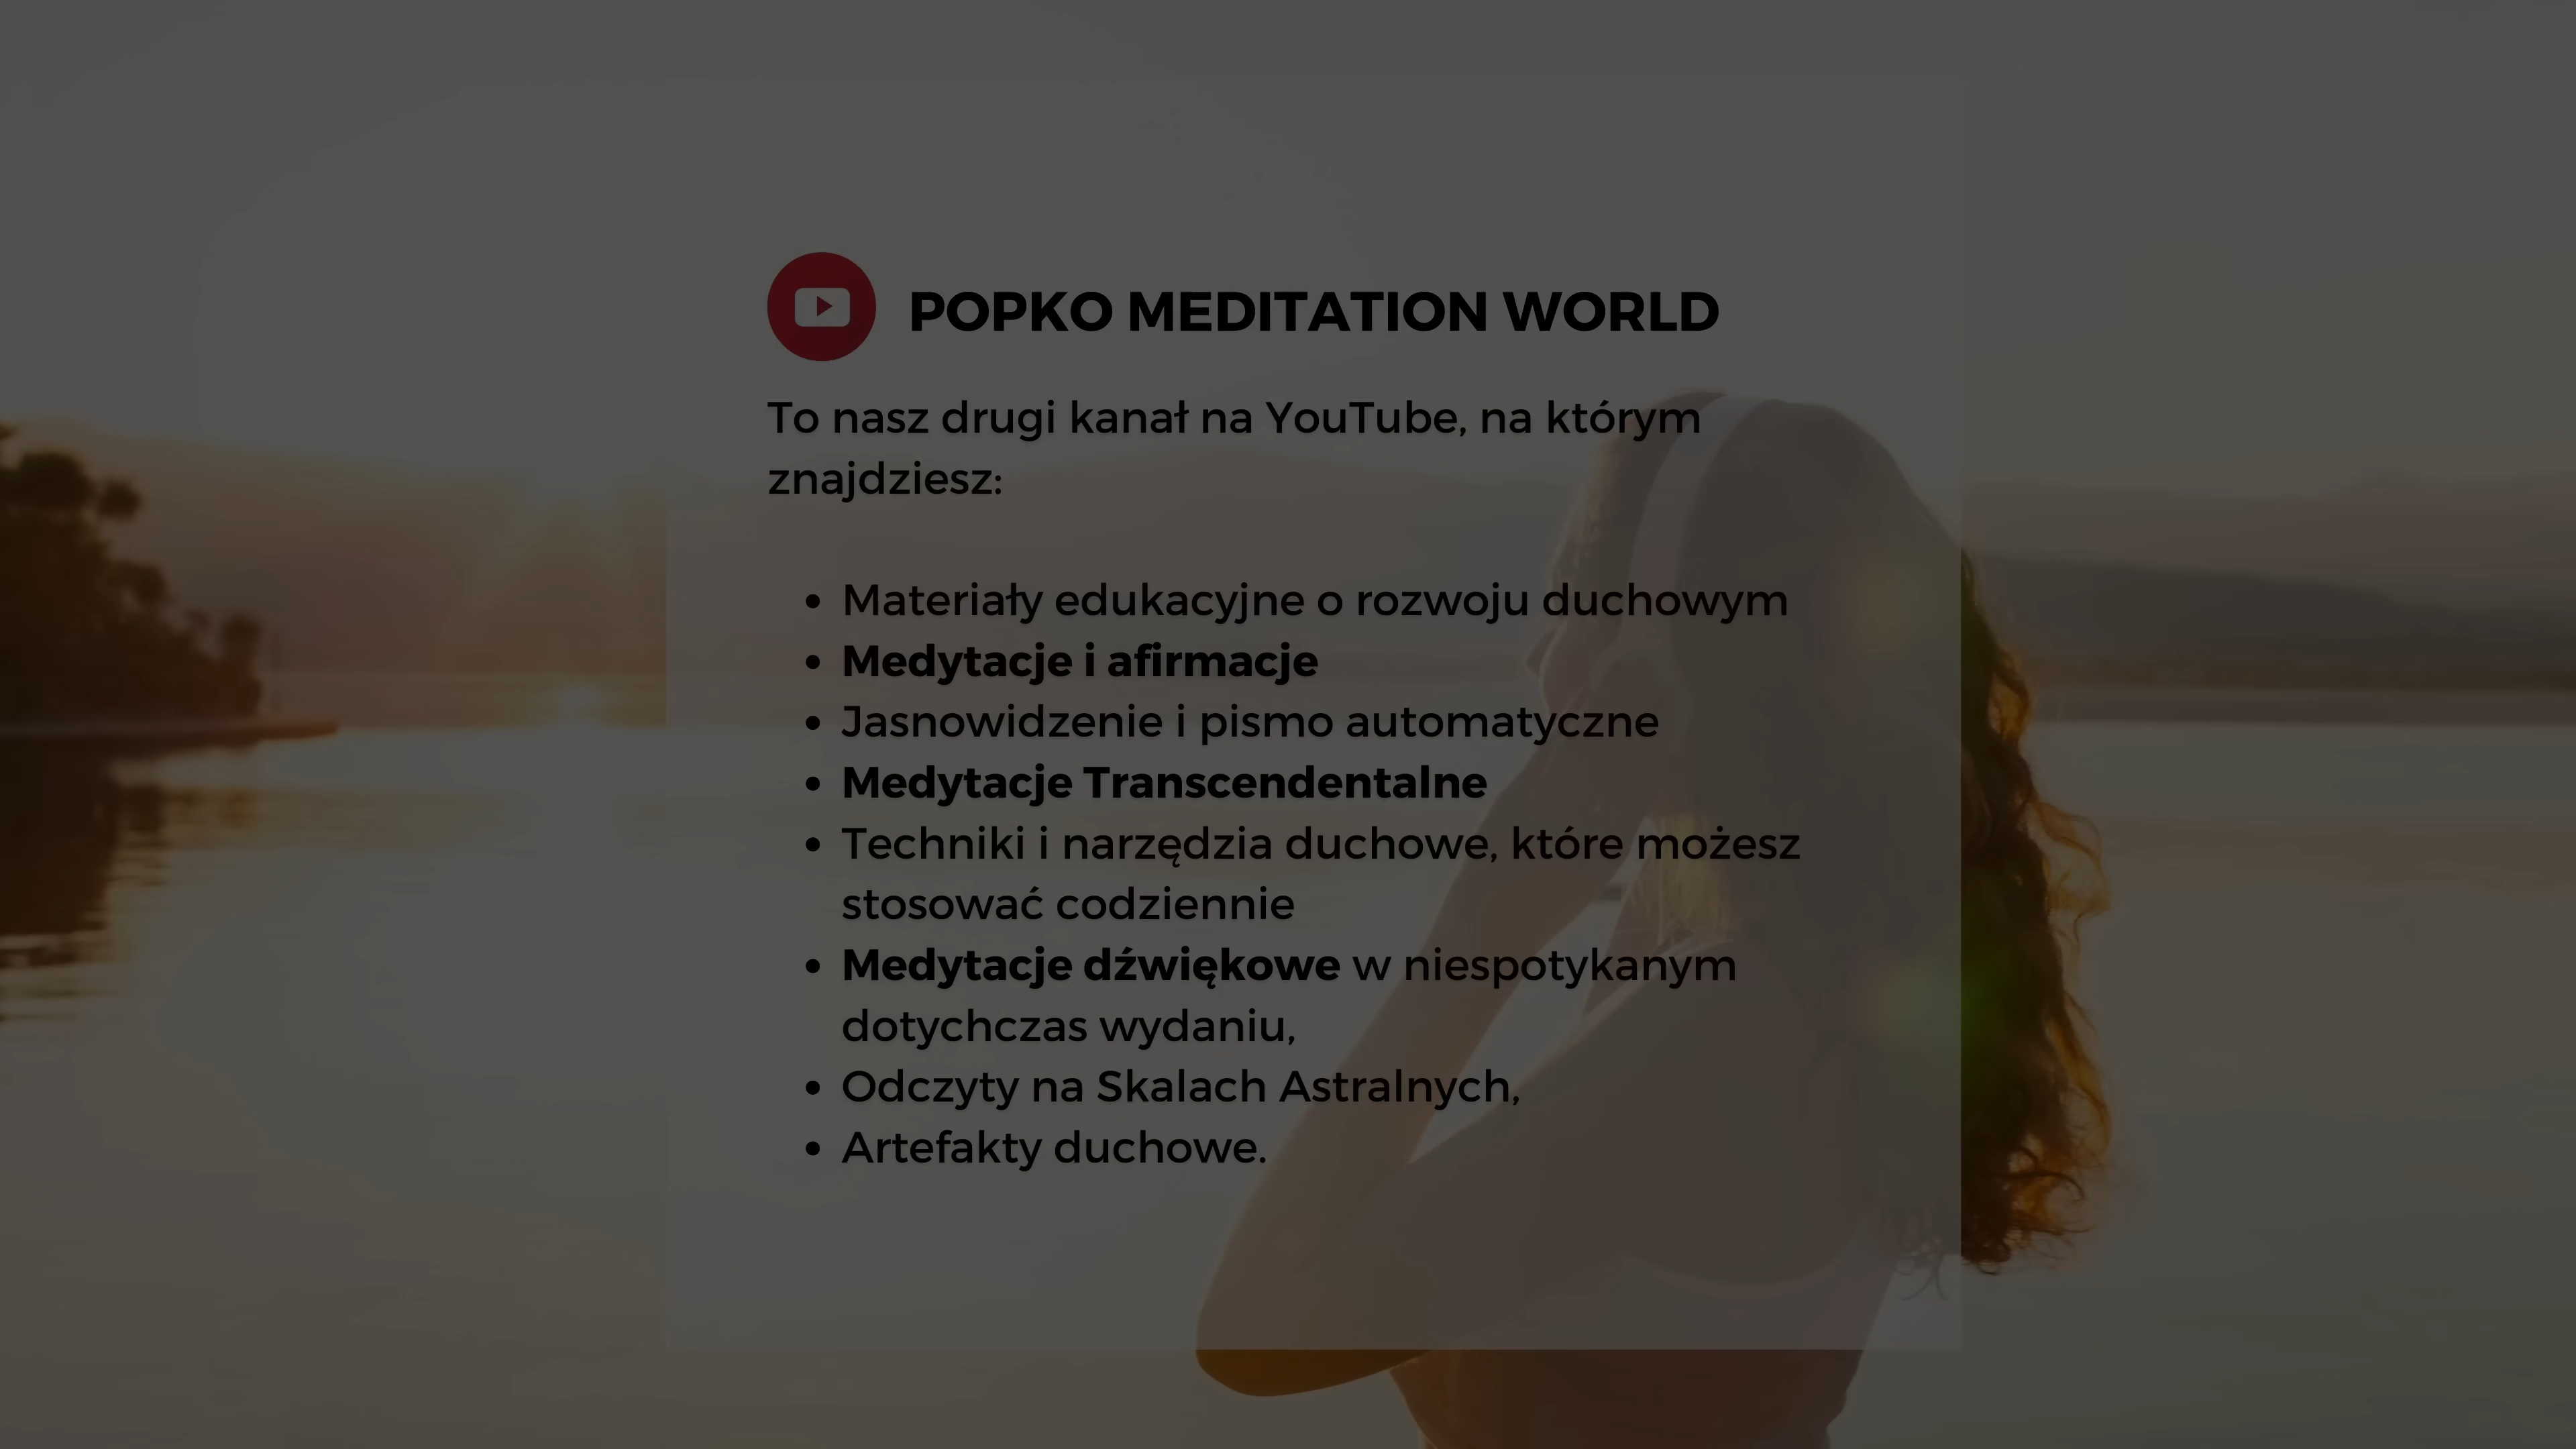 POPKO MEDITATION WORLD
To nasz drugi kanał na YouTube, na którym
znajdziesz:
• Materiały edukacyjne o rozwoju duchowym
• Medytacje i afirmacje
• Jasnowidzenie i pismo automatyczne
• Medytacje Transcendentalne
• Techniki i narzędzia duchowe, które możesz
stosować codziennie
• Medytacje dźwiękowe w niespotykanym
dotychczas wydaniu,
• Odczyty na Skalach Astralnych,
• Artefakty duchowe.